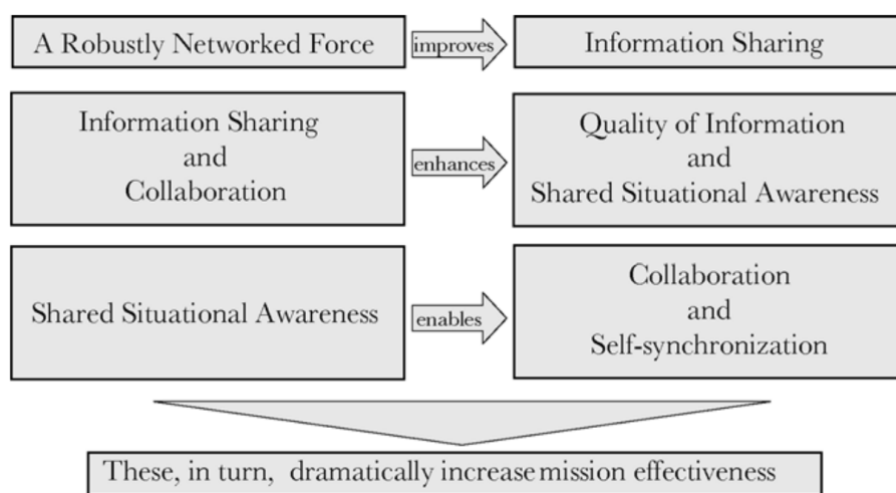 A Robustly Networked Force
improves
Information Sharing
Information Sharing
and
Collaboration
enhances
Quality of Information
and
Shared Situational Awareness
Shared Situational Awareness
enables
Collaboration
and
Self-synchronization
These, in turn, dramatically increase mission effectiveness